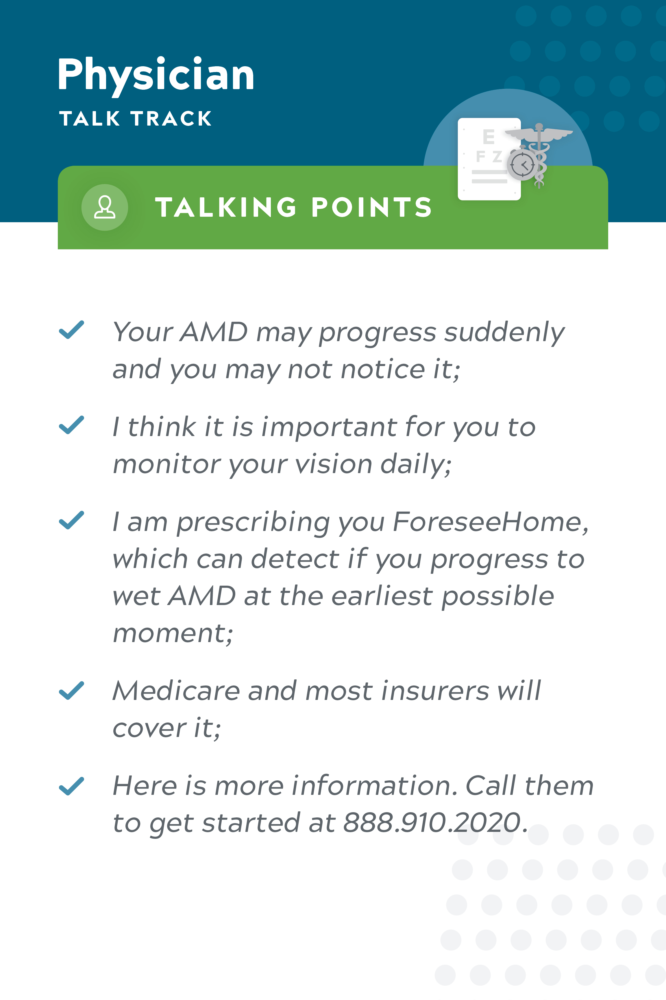 Physician
TALK TRACK
E
F Z
TALKING POINTS
Your AMD may progress suddenly
and you may not notice it;
I think it is important for you to
monitor your vision daily;
I am prescribing you ForeseeHome,
which can detect if you progress to
wet AMD at the earliest possible
moment;
Medicare and most insurers will
cover it;
Here is more information. Call them
to get started at 888.910.2020.